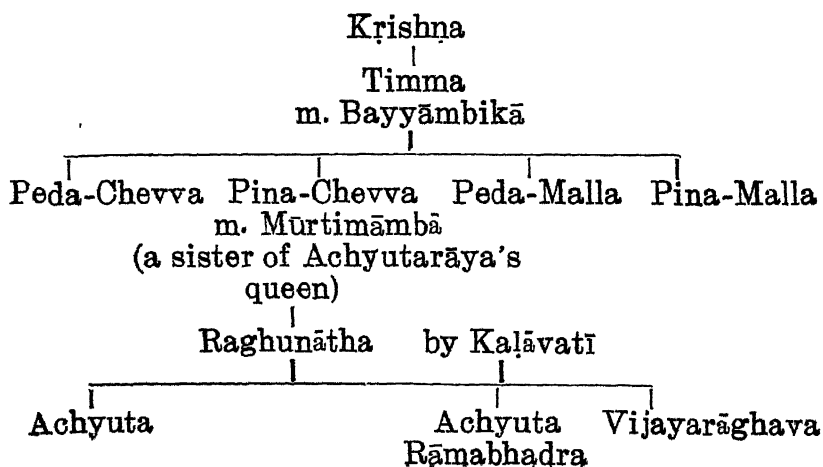 Kṛishṇa
Timma
m. Bayyāmbikā
Peda-Chevva Pina-Chevva Peda-Malla Pina-Malla
m. Mūrtimāmbā
(a sister of Achyutarāya's
queen)
Raghunātha by Kaḷāvatī
Achyuta Achyuta Vijayarāghava
Rāmabhadra